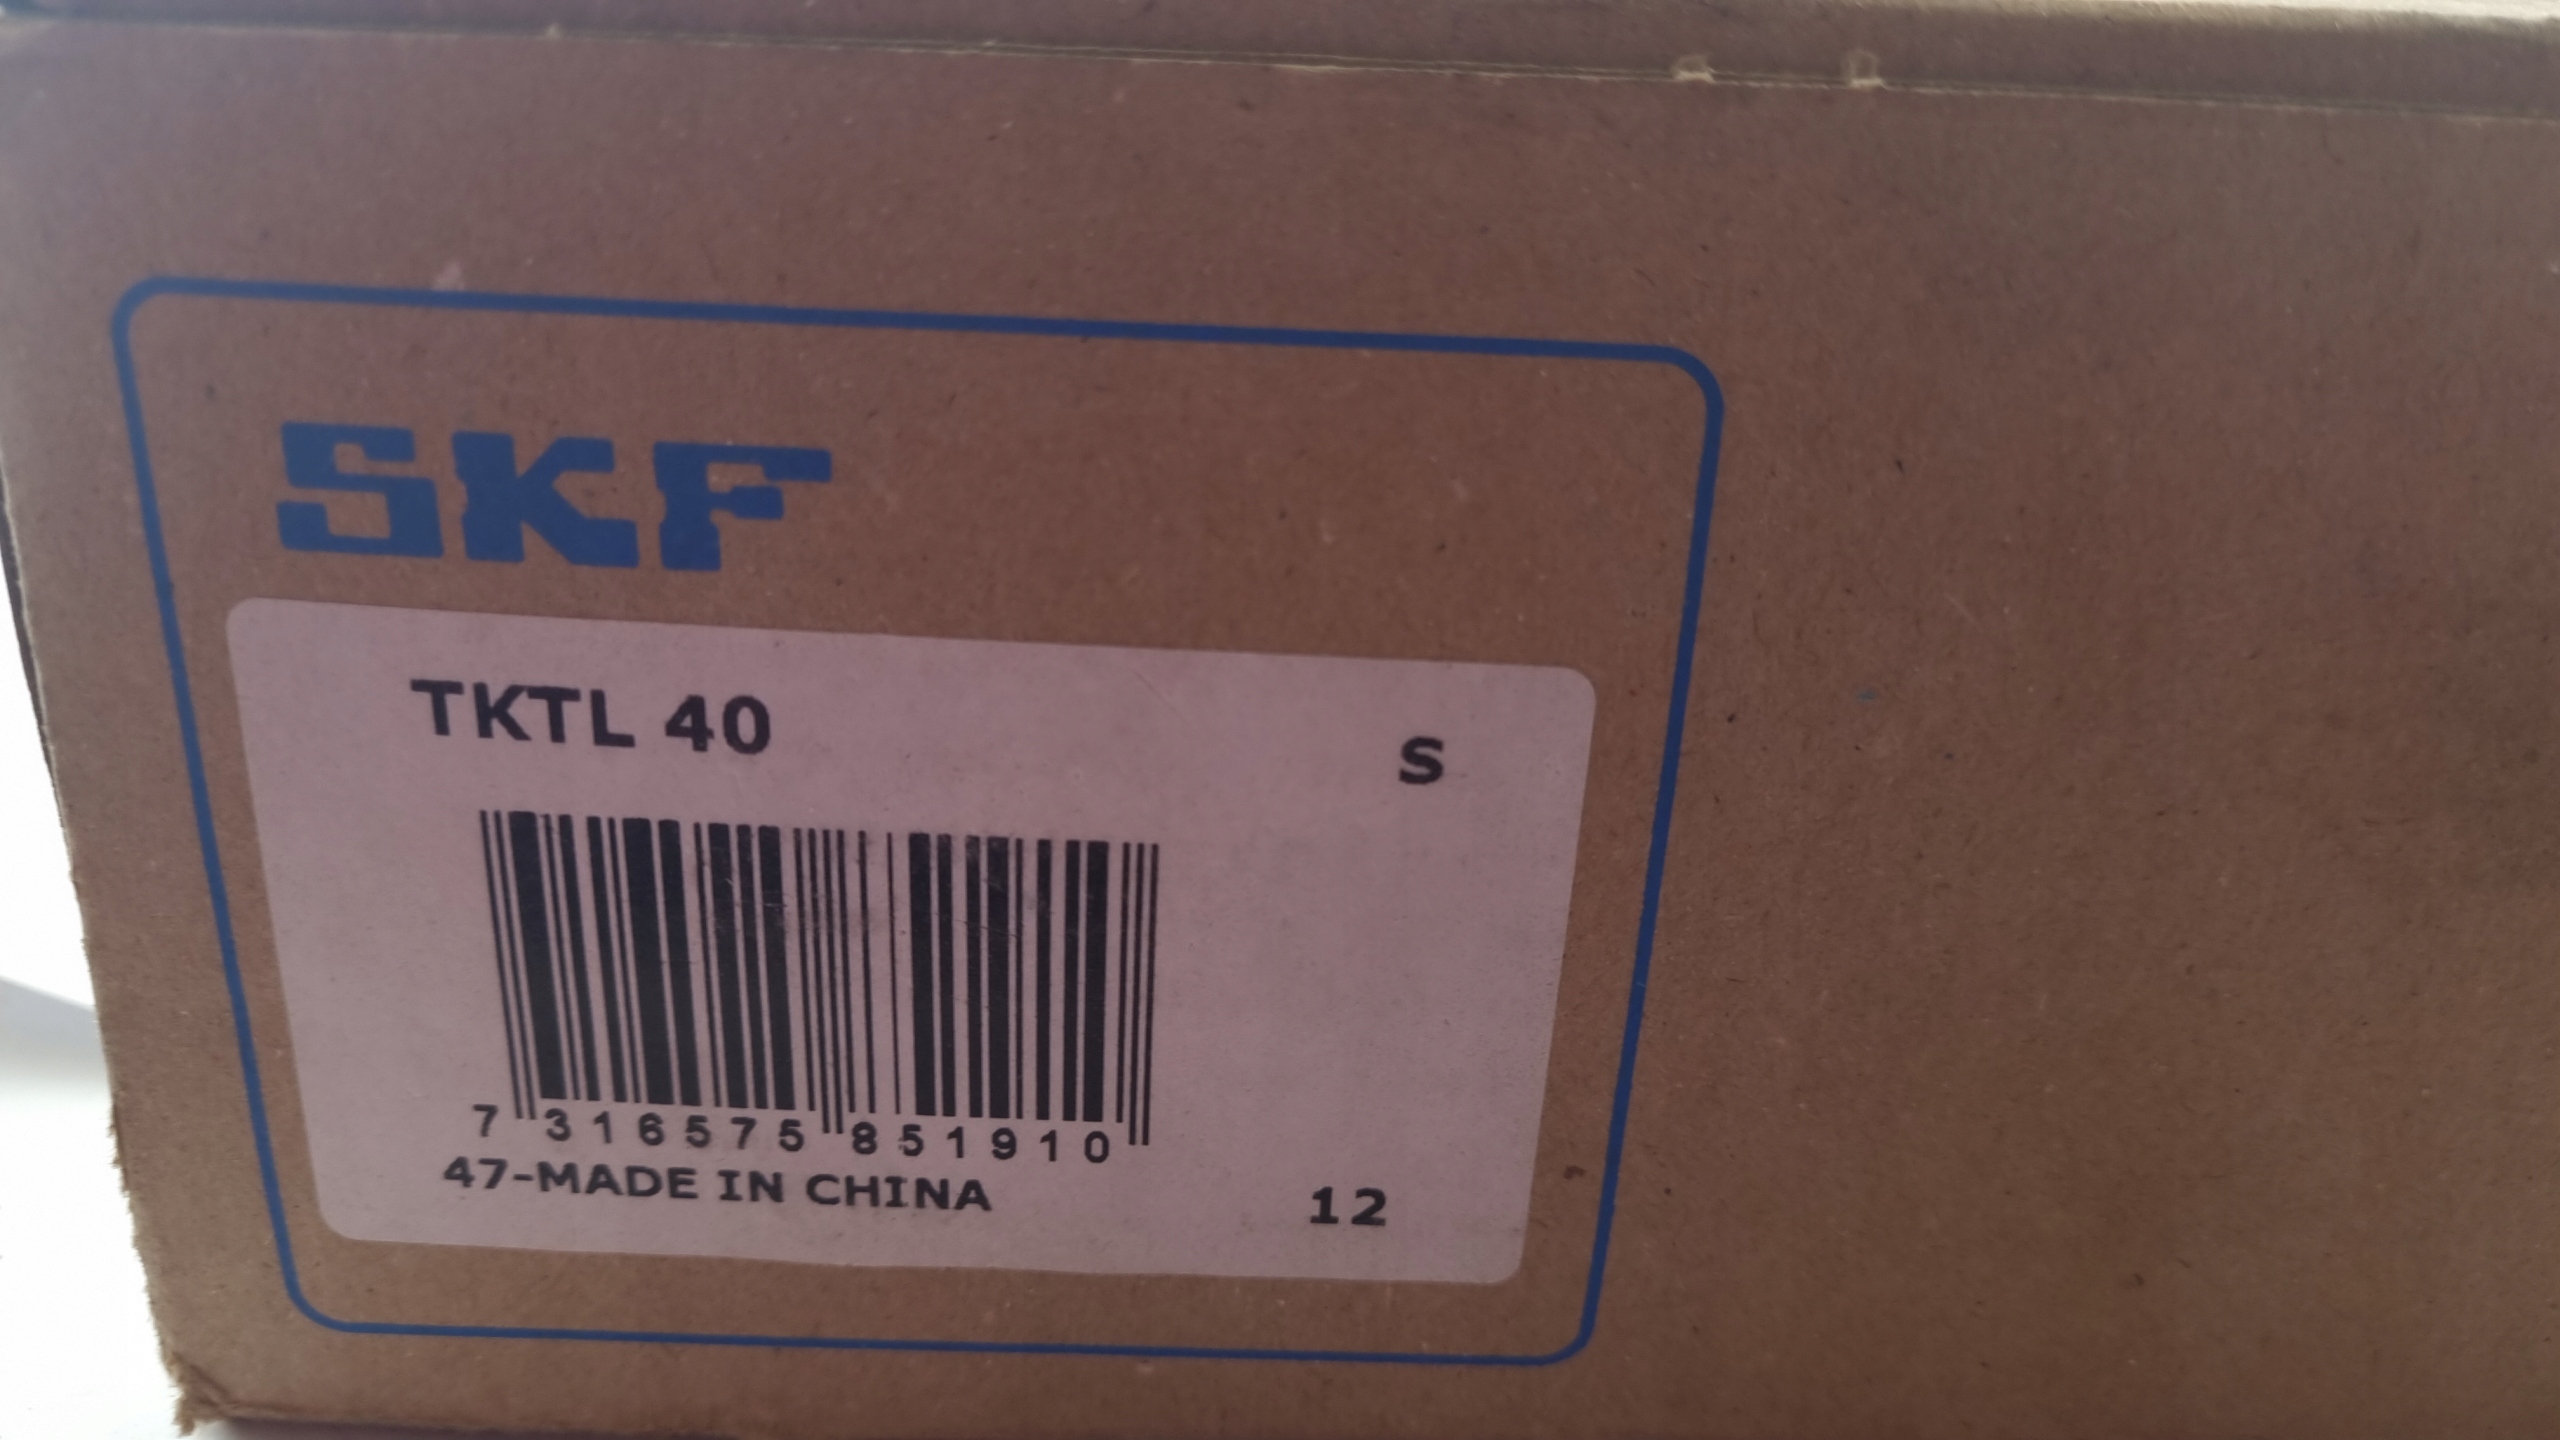 SKF
TKTL 40
S
7 316575 851910
47-MADE IN CHINA
12